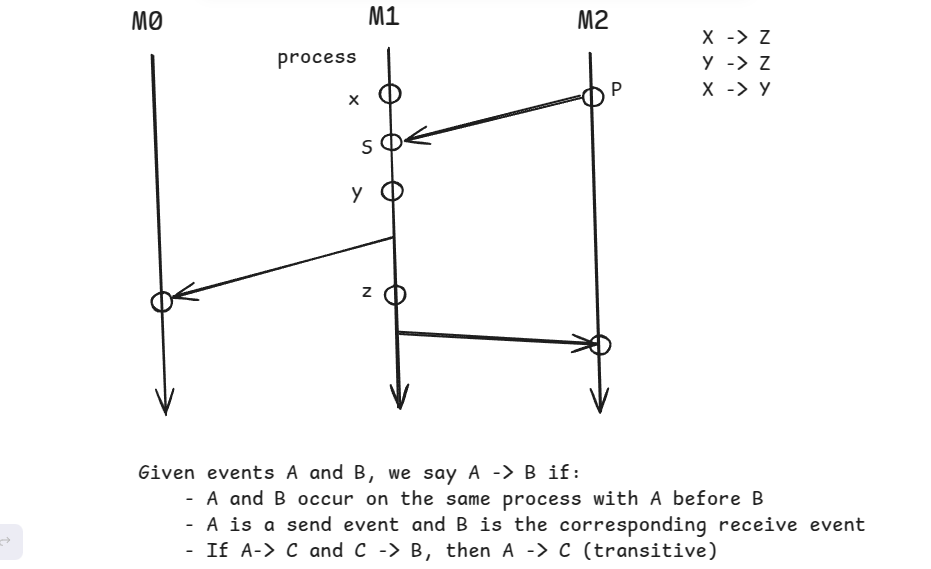 M0
M1
M2
process
X -> Z
Y -> Z
X -> Y
x
P
S
y
z
Given events A and B, we say A -> B if:
- A and B occur on the same process with A before B
- A is a send event and B is the corresponding receive event
- If A-> C and C -> B, then A -> C (transitive)